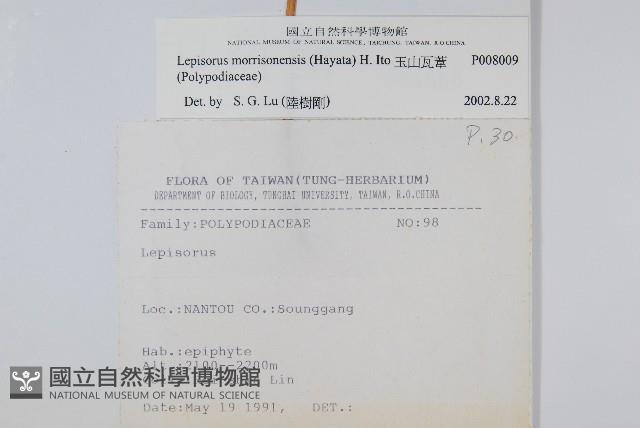 國立自然科學博物館
NATIONAL MUSEUM OF NATURAL SCIENCE, TAICHUNG, TAIWAN, R.O.CHINA
Lepisorus morrisonensis (Hayata) H. Ito 玉山瓦葦 P008009
(Polypodiaceae)
Det. by S. G. Lu (陸樹剛) 2002.8.22
P.30
FLORA OF TAIWAN(TUNG-HERBARIUM)
DEPARTMENT OF BIOLOGY, TUNGHAI UNIVERSITY, TAIWAN, R.O.CHINA
Family:POLYPODIACEAE NO:98
Lepisorus
Loc.:NANTOU CO.:Sounggang
Hab.:epiphyte
Alt.:2100--2200m
Lin
Date:May 19 1991, DET.:
國立自然科學博物館
NATIONAL MUSEUM OF NATURAL SCIENCE